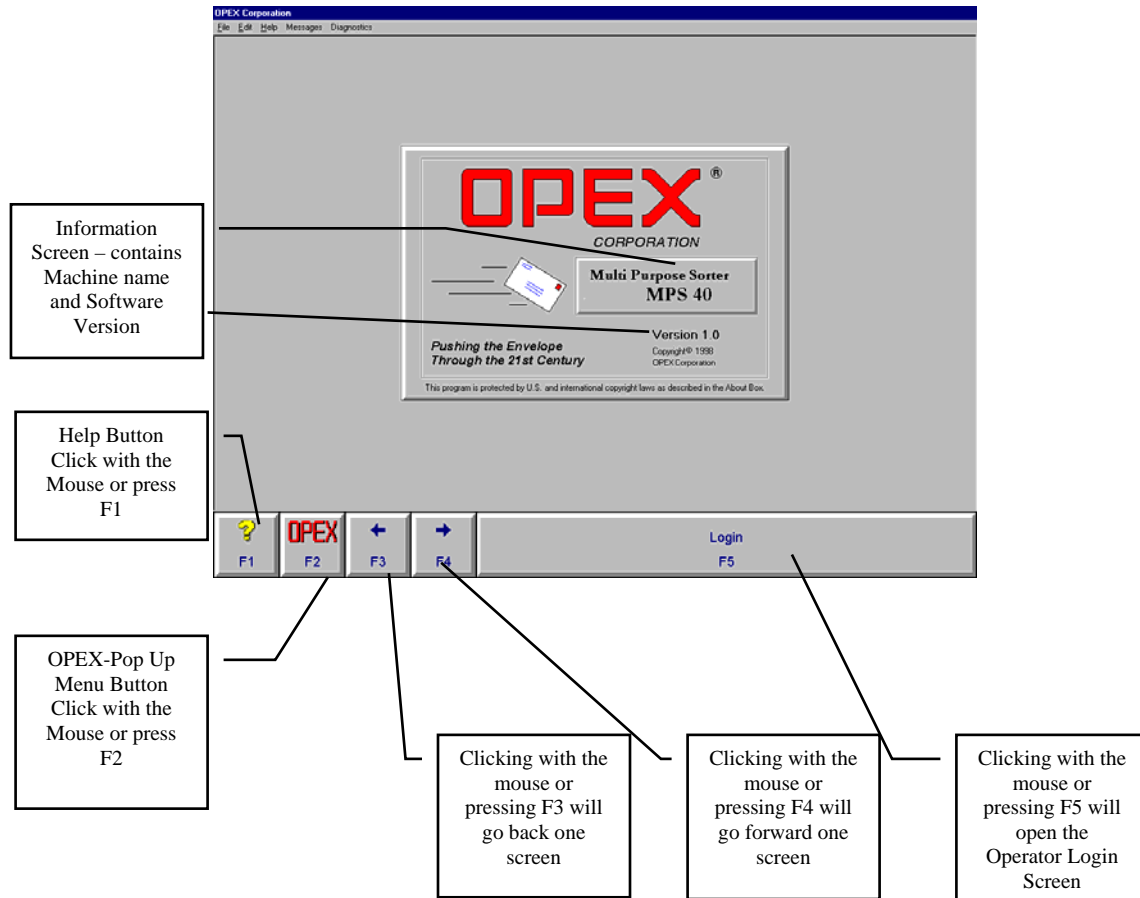 OPEX Corporation
File Edit Help Messages Diagnostics
OPEX®
CORPORATION
Multi Purpose Sorter
MPS 40
Version 1.0
Copyright© 1998
OPEX Corporation
Pushing the Envelope
Through the 21st Century
This program is protected by U.S. and international copyright laws as described in the About Box.
Information
Screen – contains
Machine name
and Software
Version
Help Button
Click with the
Mouse or press
F1
?
F1
OPEX
F2
←
F3
→
F4
Login
F5
OPEX-Pop Up
Menu Button
Click with the
Mouse or press
F2
Clicking with the
mouse or
pressing F3 will
go back one
screen
Clicking with the
mouse or
pressing F4 will
go forward one
screen
Clicking with the
mouse or
pressing F5 will
open the
Operator Login
Screen